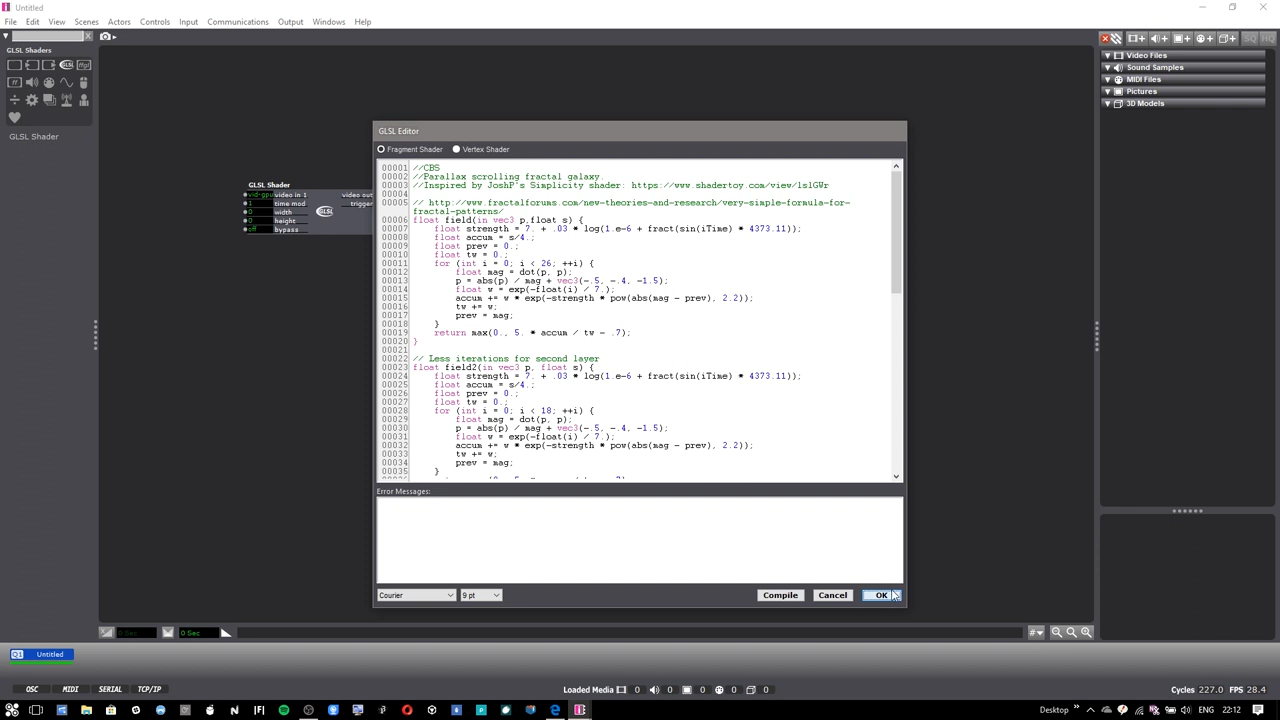 Untitled
File Edit View Scenes Actors Controls Input Communications Output Windows Help
GLSL Shaders
GLSL
ffgl
GLSL Shader
GLSL Shader
vid-gpu video in 1 video out
1 time mod trigger
0 width
0 height
off bypass
GLSL
GLSL Editor
Fragment Shader Vertex Shader
00001 //CBS
00002 //Parallax scrolling fractal galaxy.
00003 //Inspired by JoshP's Simplicity shader: https://www.shadertoy.com/view/lslGWr
00004
00005 // http://www.fractalforums.com/new-theories-and-research/very-simple-formula-for-
fractal-patterns/
00006 float field(in vec3 p,float s) {
00007 float strength = 7. + .03 * log(1.e-6 + fract(sin(iTime) * 4373.11));
00008 float accum = s/4.;
00009 float prev = 0.;
00010 float tw = 0.;
00011 for (int i = 0; i < 26; ++i) {
00012 float mag = dot(p, p);
00013 p = abs(p) / mag + vec3(-.5, -.4, -1.5);
00014 float w = exp(-float(i) / 7.);
00015 accum += w * exp(-strength * pow(abs(mag - prev), 2.2));
00016 tw += w;
00017 prev = mag;
00018 }
00019 return max(0., 5. * accum / tw - .7);
00020 }
00021
00022 // Less iterations for second layer
00023 float field2(in vec3 p, float s) {
00024 float strength = 7. + .03 * log(1.e-6 + fract(sin(iTime) * 4373.11));
00025 float accum = s/4.;
00026 float prev = 0.;
00027 float tw = 0.;
00028 for (int i = 0; i < 18; ++i) {
00029 float mag = dot(p, p);
00030 p = abs(p) / mag + vec3(-.5, -.4, -1.5);
00031 float w = exp(-float(i) / 7.);
00032 accum += w * exp(-strength * pow(abs(mag - prev), 2.2));
00033 tw += w;
00034 prev = mag;
00035 }
Error Messages:
Courier 9 pt Compile Cancel OK
Video Files
Sound Samples
MIDI Files
Pictures
3D Models
SQ HQ
0 Sec 0 Sec
#
Q1 Untitled
OSC MIDI SERIAL TCP/IP Loaded Media 0 0 0 0 0 Cycles 227.0 FPS 28.4
Desktop ENG 22:12